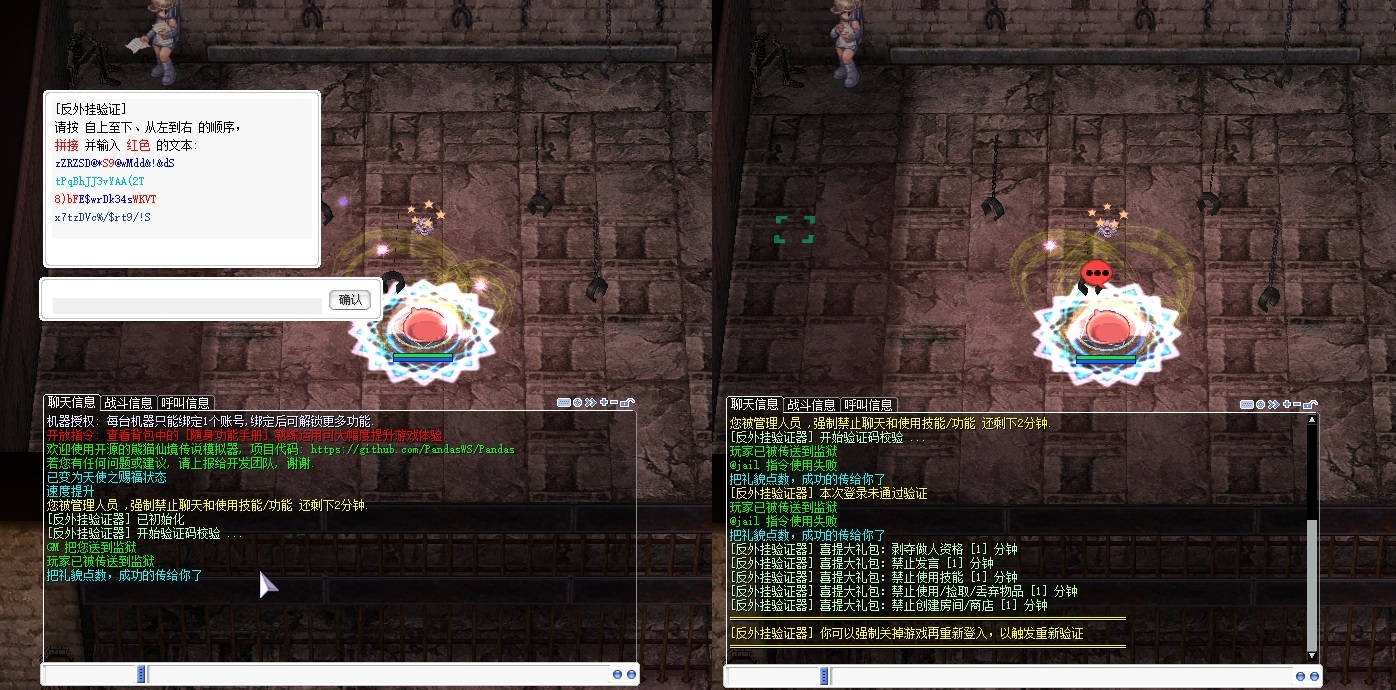 [反外挂验证]
请按 自上至下、从左到右 的顺序,
拼接 并输入 红色 的文本:
zZRZSD@*S9@wMdd&!&dS
tPqBhJJ3vYAA(2T
8)bFE$wrDk34sWKVT
x7tzDVc%/$rt9/!S
确认
聊天信息 战斗信息 呼叫信息
机器授权: 每台机器只能绑定1个账号,绑定后可解锁更多功能.
开放指令: 查看背包中的 [随身功能手册] 熟练运用可大幅度提升游戏体验
欢迎使用开源的熊猫仙境传说模拟器, 项目代码: https://github.com/PandasWS/Pandas
若您有任何问题或建议, 请上报给开发团队, 谢谢.
已变为天使之赐福状态
速度提升
您被管理人员 ,强制禁止聊天和使用技能/功能 还剩下2分钟.
[反外挂验证器] 已初始化
[反外挂验证器] 开始验证码校验 ...
GM 把您送到监狱
玩家已被传送到监狱
把礼貌点数, 成功的传给你了
聊天信息 战斗信息 呼叫信息
您被管理人员 ,强制禁止聊天和使用技能/功能 还剩下2分钟.
[反外挂验证器] 开始验证码校验 ...
玩家已被传送到监狱
@jail 指令使用失败
把礼貌点数, 成功的传给你了
[反外挂验证器] 本次登录未通过验证
玩家已被传送到监狱
@jail 指令使用失败
把礼貌点数, 成功的传给你了
[反外挂验证器] 喜提大礼包: 剥夺做人资格 [1] 分钟
[反外挂验证器] 喜提大礼包: 禁止发言 [1] 分钟
[反外挂验证器] 喜提大礼包: 禁止使用技能 [1] 分钟
[反外挂验证器] 喜提大礼包: 禁止使用/捡取/丢弃物品 [1] 分钟
[反外挂验证器] 喜提大礼包: 禁止创建房间/商店 [1] 分钟
[反外挂验证器] 你可以强制关掉游戏再重新登入, 以触发重新验证